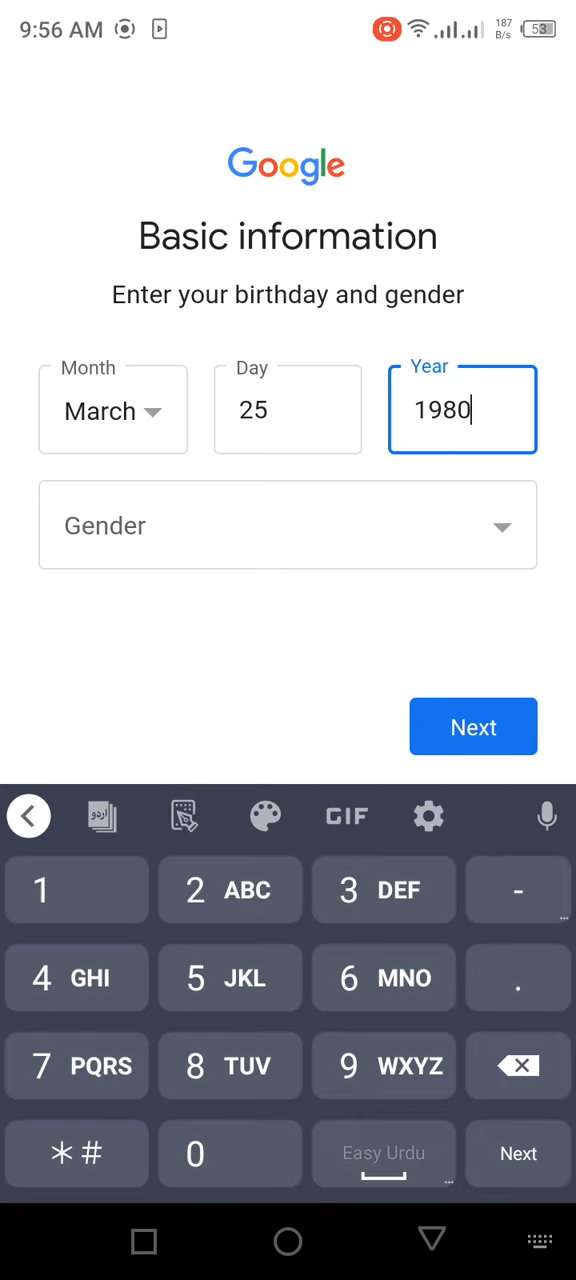 9:56 AM 187 B/s 53
Google
Basic information
Enter your birthday and gender
Month Day Year
March 25 1980
Gender
Next
اردو GIF
1 2 ABC 3 DEF -
4 GHI 5 JKL 6 MNO .
7 PQRS 8 TUV 9 WXYZ
*# 0 Easy Urdu Next